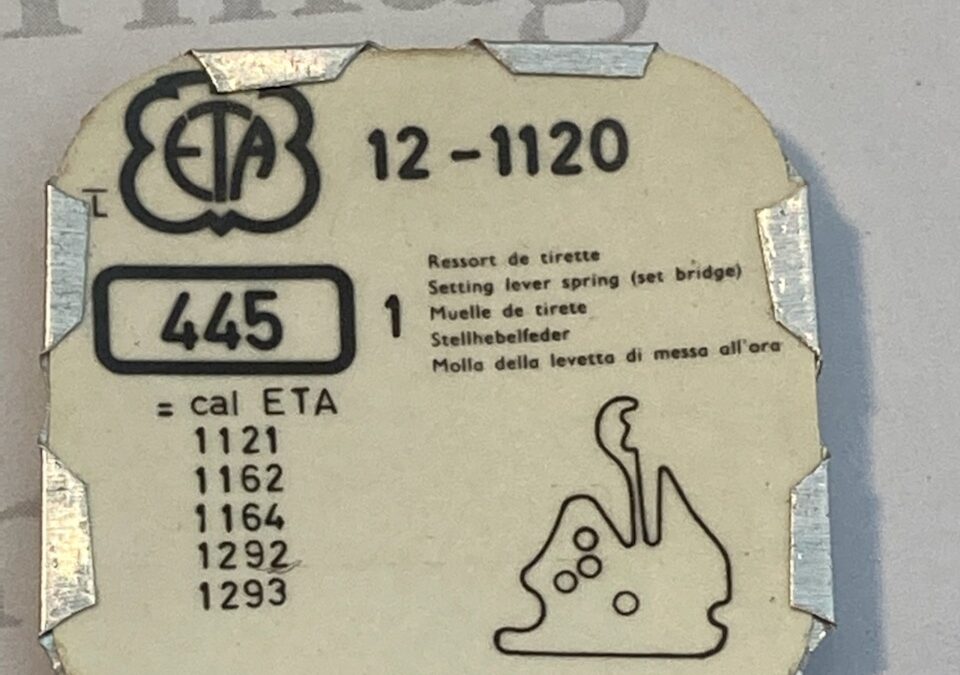 ETA
12-1120
445
1
Ressort de tirette
Setting lever spring (set bridge)
Muelle de tirete
Stellhebelfeder
Molla della levetta di messa all'ora
= cal ETA
1121
1162
1164
1292
1293